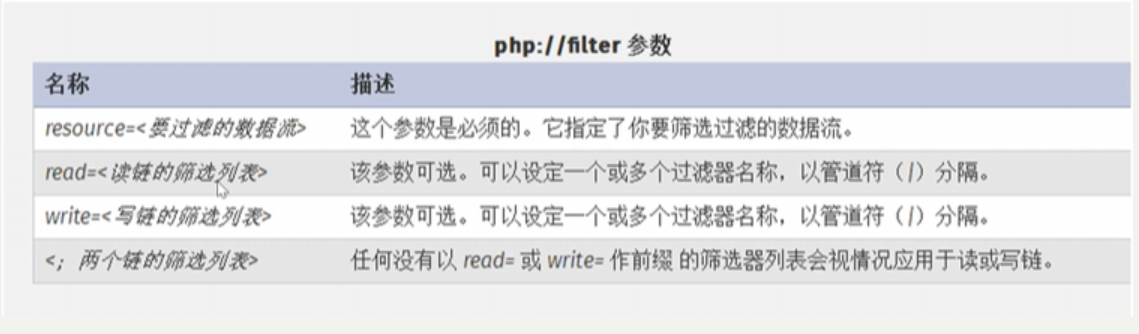 php://filter 参数
名称 描述
resource=<要过滤的数据流> 这个参数是必须的。它指定了你要筛选过滤的数据流。
read=<读链的筛选列表> 该参数可选。可以设定一个或多个过滤器名称，以管道符（|）分隔。
write=<写链的筛选列表> 该参数可选。可以设定一个或多个过滤器名称，以管道符（|）分隔。
<；两个链的筛选列表> 任何没有以 read= 或 write= 作前缀 的筛选器列表会视情况应用于读或写链。